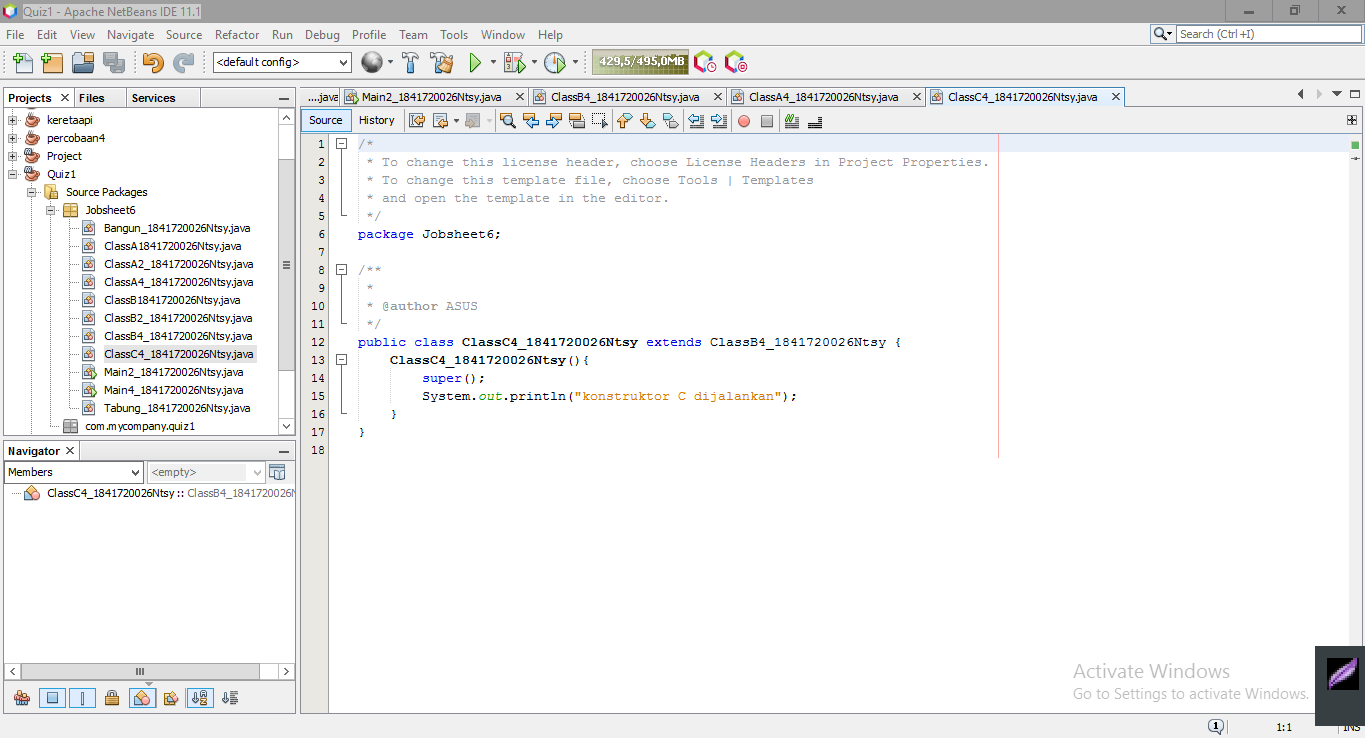 Quiz1 - Apache NetBeans IDE 11.1
File Edit View Navigate Source Refactor Run Debug Profile Team Tools Window Help
Search (Ctrl+I)
<default config>
429,5/495,0MB
Projects Files Services
keretaapi
percobaan4
Project
Quiz1
Source Packages
Jobsheet6
Bangun_1841720026Ntsy.java
ClassA1841720026Ntsy.java
ClassA2_1841720026Ntsy.java
ClassA4_1841720026Ntsy.java
ClassB1841720026Ntsy.java
ClassB2_1841720026Ntsy.java
ClassB4_1841720026Ntsy.java
ClassC4_1841720026Ntsy.java
Main2_1841720026Ntsy.java
Main4_1841720026Ntsy.java
Tabung_1841720026Ntsy.java
com.mycompany.quiz1
Navigator
Members <empty>
ClassC4_1841720026Ntsy :: ClassB4_1841720026N
....java Main2_1841720026Ntsy.java ClassB4_1841720026Ntsy.java ClassA4_1841720026Ntsy.java ClassC4_1841720026Ntsy.java
Source History
1 /*
2 * To change this license header, choose License Headers in Project Properties.
3 * To change this template file, choose Tools | Templates
4 * and open the template in the editor.
5 */
6 package Jobsheet6;
7
8 /**
9 *
10 * @author ASUS
11 */
12 public class ClassC4_1841720026Ntsy extends ClassB4_1841720026Ntsy {
13 ClassC4_1841720026Ntsy(){
14 super();
15 System.out.println("konstruktor C dijalankan");
16 }
17 }
18
Activate Windows
Go to Settings to activate Windows.
1 1:1 INS